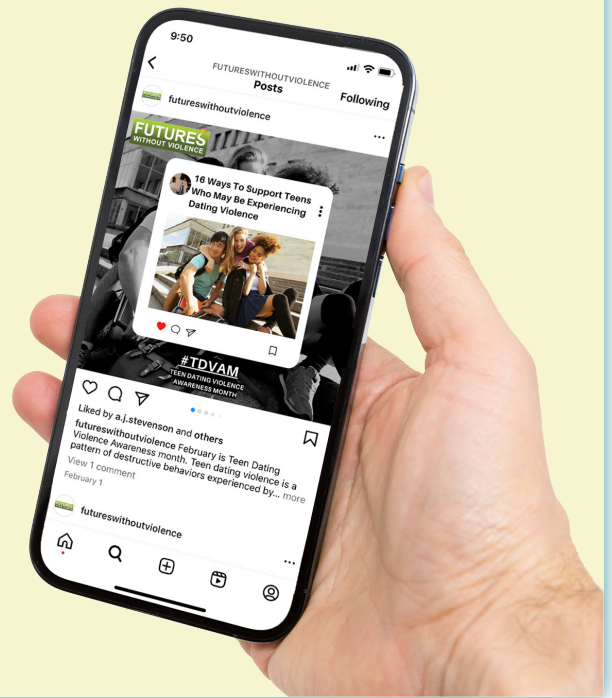 9:50
FUTURESWITHOUTVIOLENCE
Posts
Following
futureswithoutviolence
FUTURES
WITHOUT VIOLENCE
16 Ways To Support Teens
Who May Be Experiencing
Dating Violence
#TDVAM
TEEN DATING VIOLENCE
AWARENESS MONTH
Liked by a.j.stevenson and others
futureswithoutviolence February is Teen Dating
Violence Awareness month. Teen dating violence is a
pattern of destructive behaviors experienced by... more
View 1 comment
February 1
futureswithoutviolence